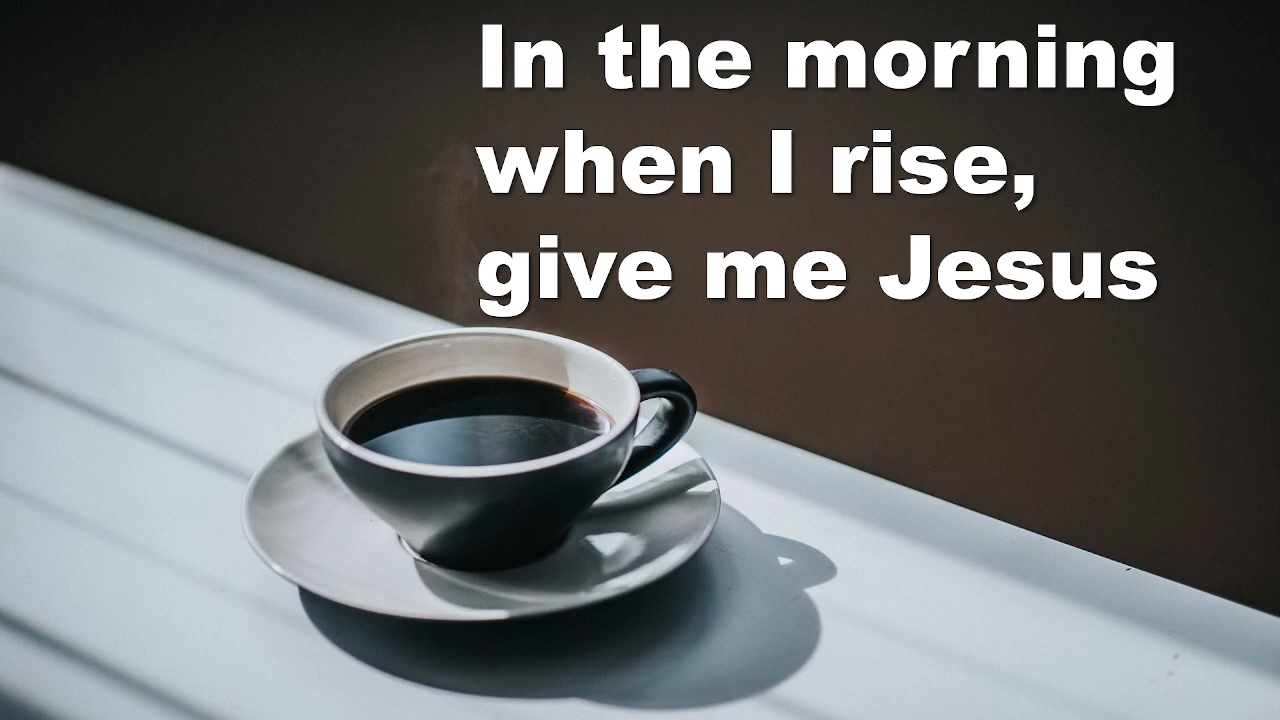 In the morning
when I rise,
give me Jesus